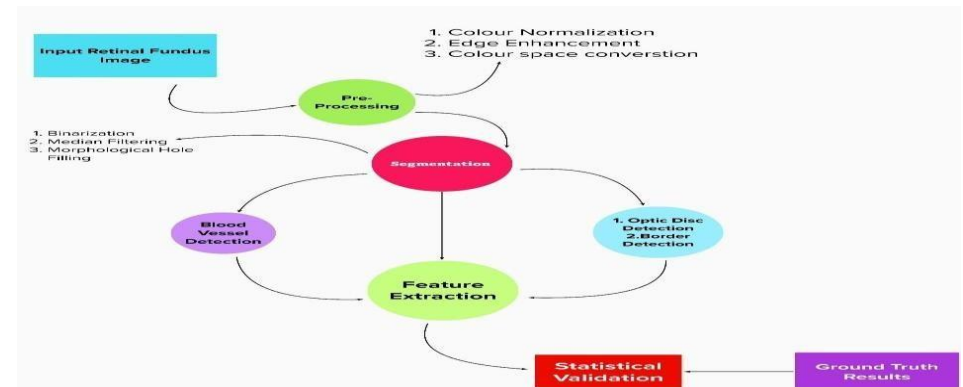 Input Retinal Fundus
Image
1. Colour Normalization
2. Edge Enhancement
3. Colour space converstion
Pre-
Processing
1. Binarization
2. Median Filtering
3. Morphological Hole
Filling
Segmentation
Blood
Vessel
Detection
1. Optic Disc
Detection
2.Border
Detection
Feature
Extraction
Statistical
Validation
Ground Truth
Results